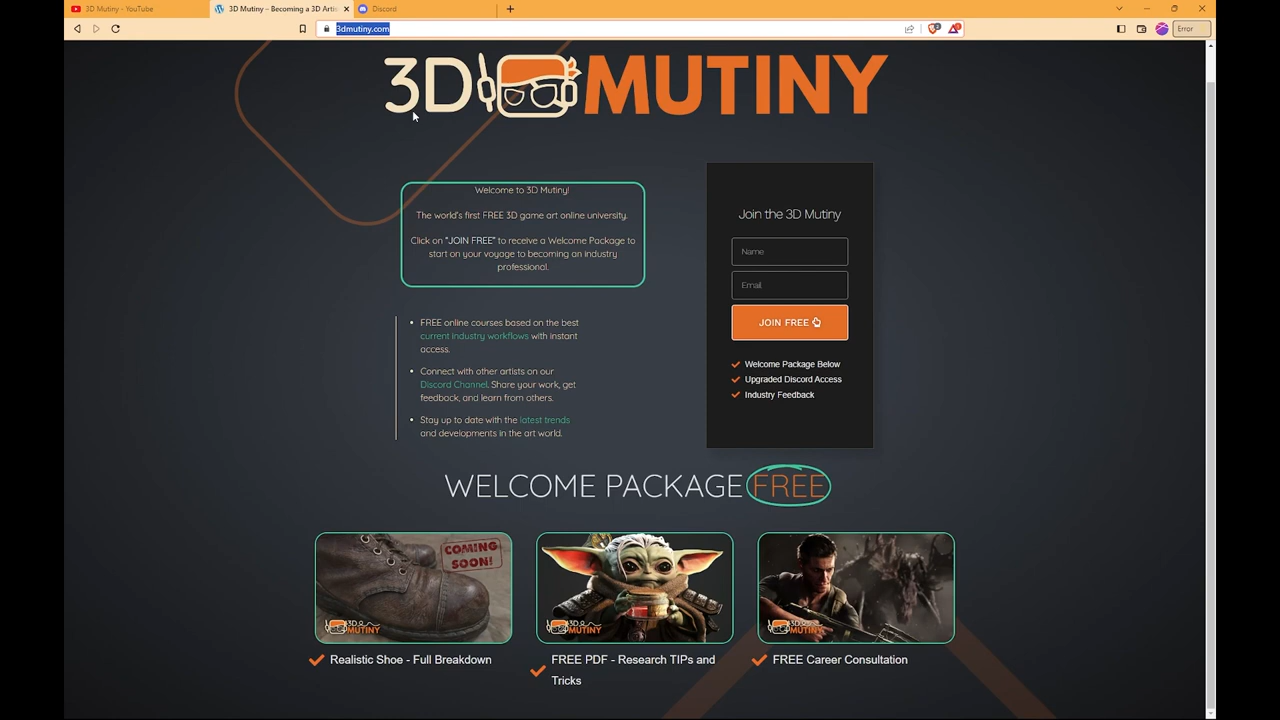 3D Mutiny - YouTube
3D Mutiny – Becoming a 3D Arti
Discord
3dmutiny.com
Error
3D MUTINY
Welcome to 3D Mutiny!
The world's first FREE 3D game art online university.
Click on "JOIN FREE" to receive a Welcome Package to
start on your voyage to becoming an industry
professional.
FREE online courses based on the best
current industry workflows with instant
access.
Connect with other artists on our
Discord Channel. Share your work, get
feedback, and learn from others.
Stay up to date with the latest trends
and developments in the art world.
Join the 3D Mutiny
Name
Email
JOIN FREE
Welcome Package Below
Upgraded Discord Access
Industry Feedback
WELCOME PACKAGE FREE
COMING
SOON!
3D
MUTINY
Realistic Shoe - Full Breakdown
3D
MUTINY
FREE PDF - Research TIPs and
Tricks
3D
MUTINY
FREE Career Consultation